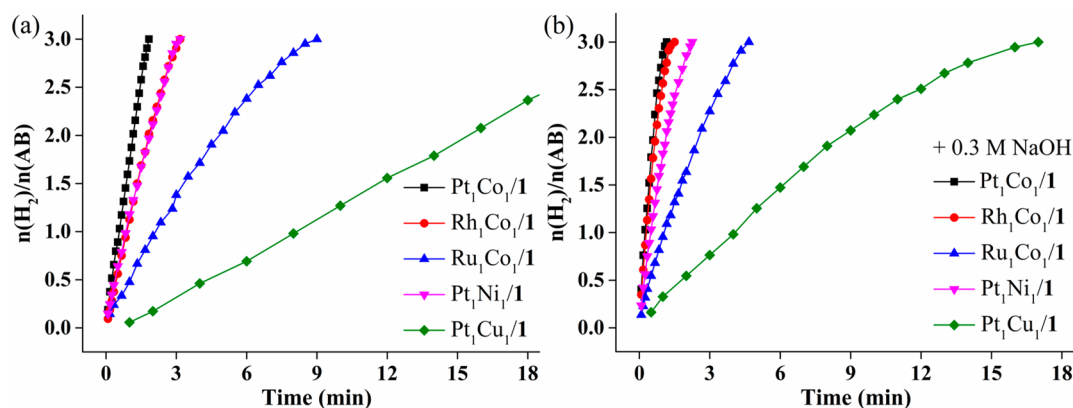 (a)
n(H₂)/n(AB)
3.0
2.5
2.0
1.5
1.0
0.5
0.0
Pt₁Co₁/1
Rh₁Co₁/1
Ru₁Co₁/1
Pt₁Ni₁/1
Pt₁Cu₁/1
0 3 6 9 12 15 18
Time (min)
(b)
n(H₂)/n(AB)
3.0
2.5
2.0
1.5
1.0
0.5
0.0
+ 0.3 M NaOH
Pt₁Co₁/1
Rh₁Co₁/1
Ru₁Co₁/1
Pt₁Ni₁/1
Pt₁Cu₁/1
0 3 6 9 12 15 18
Time (min)